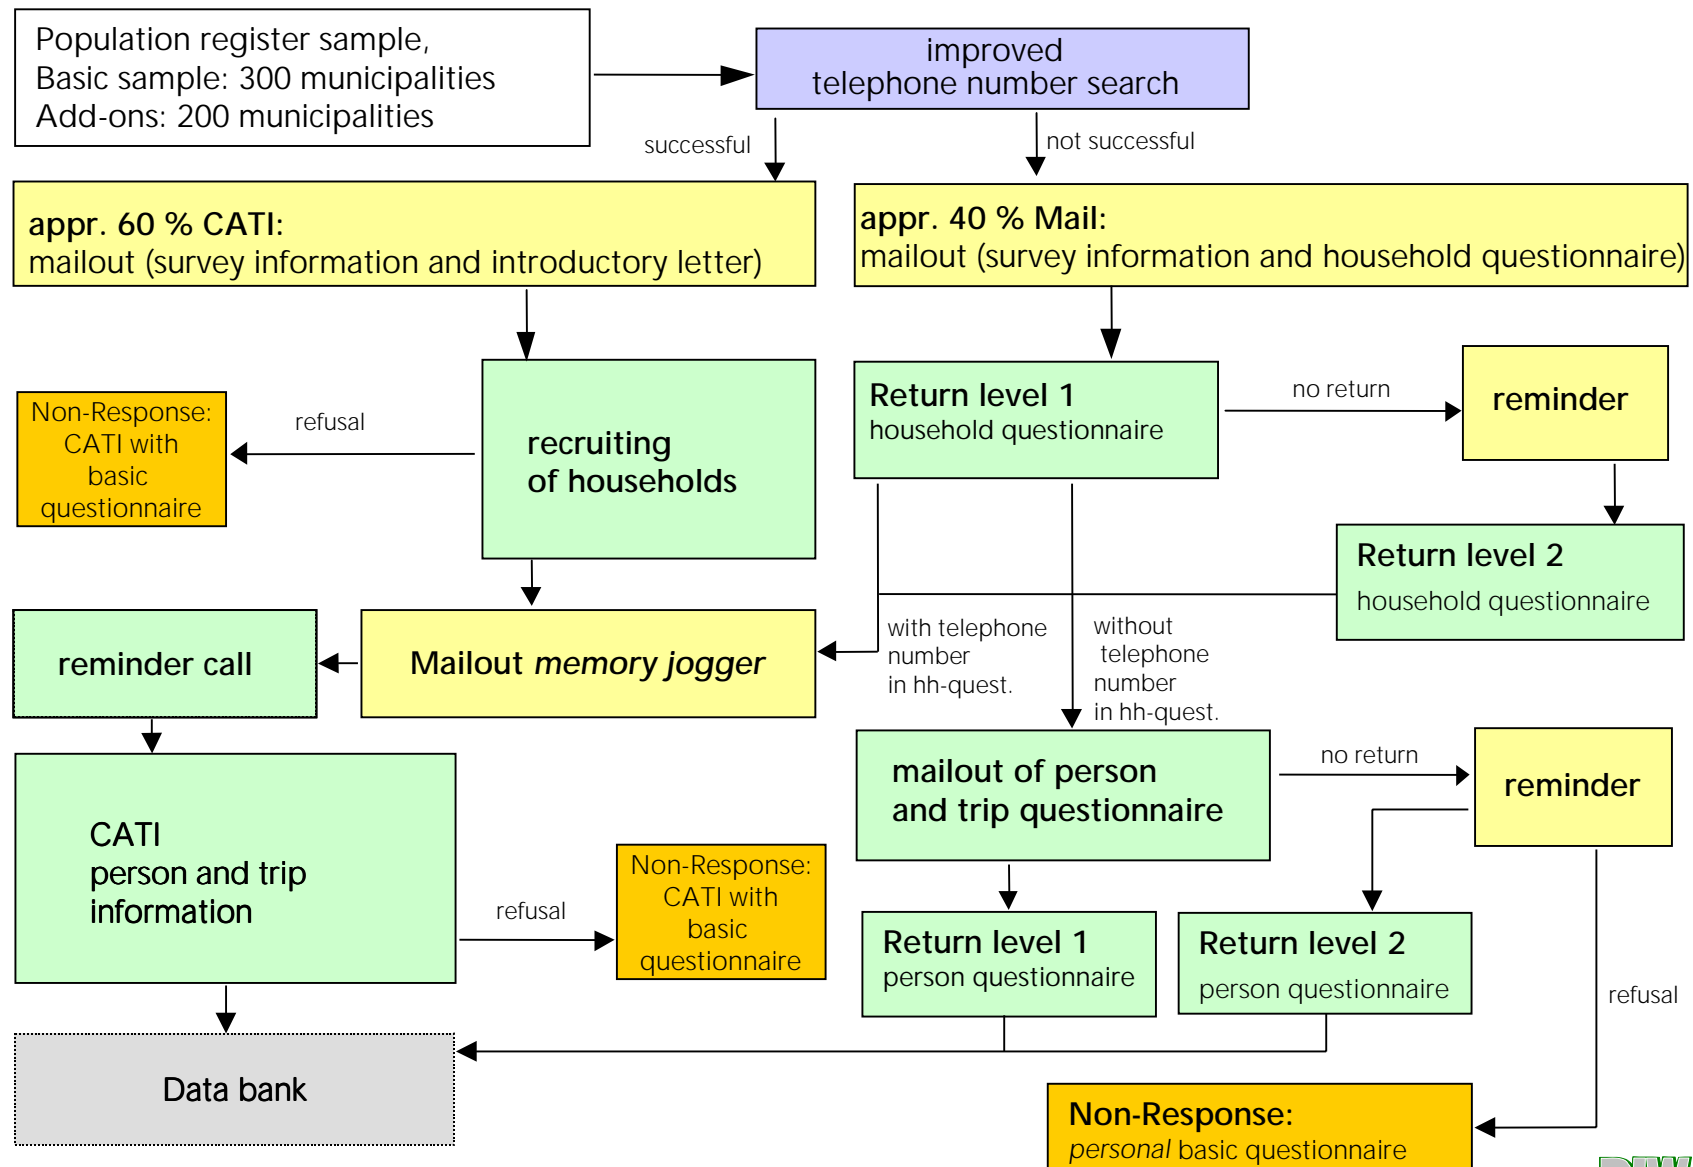 Population register sample,
Basic sample: 300 municipalities
Add-ons: 200 municipalities
improved
telephone number search
successful
not successful
appr. 60 % CATI:
mailout (survey information and introductory letter)
appr. 40 % Mail:
mailout (survey information and household questionnaire)
Non-Response:
CATI with
basic
questionnaire
refusal
recruiting
of households
Return level 1
household questionnaire
no return
reminder
Return level 2
household questionnaire
reminder call
Mailout memory jogger
with telephone
number
in hh-quest.
without
telephone
number
in hh-quest.
mailout of person
and trip questionnaire
no return
reminder
CATI
person and trip
information
refusal
Non-Response:
CATI with
basic
questionnaire
Return level 1
person questionnaire
Return level 2
person questionnaire
refusal
Data bank
Non-Response:
personal basic questionnaire